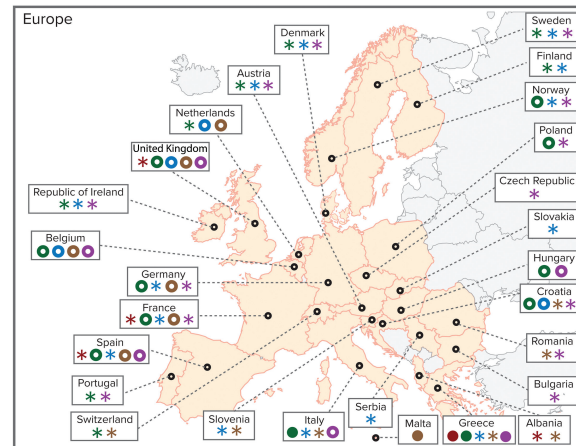 Europe
Denmark
Sweden
Austria
Finland
Netherlands
Norway
United Kingdom
Poland
Republic of Ireland
Czech Republic
Belgium
Slovakia
Germany
Hungary
France
Croatia
Spain
Romania
Portugal
Bulgaria
Switzerland
Slovenia
Italy
Serbia
Malta
Greece
Albania